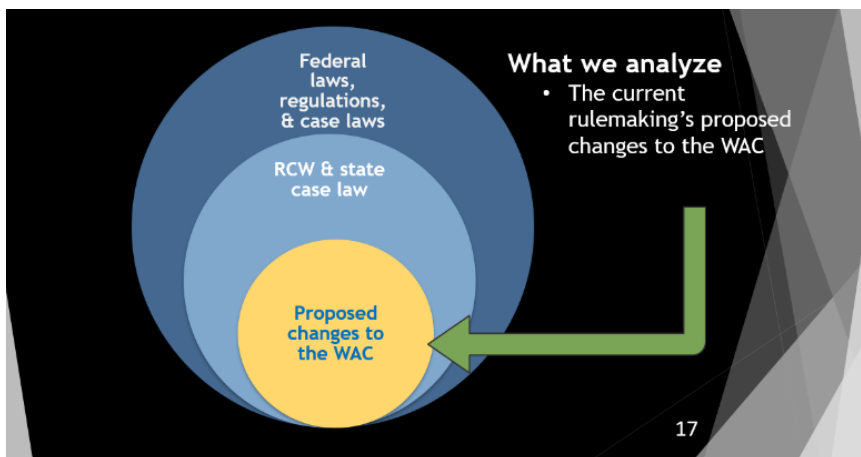 Federal
laws,
regulations,
& case laws
RCW & state
case law
Proposed
changes to
the WAC
What we analyze
• The current
rulemaking's proposed
changes to the WAC
17